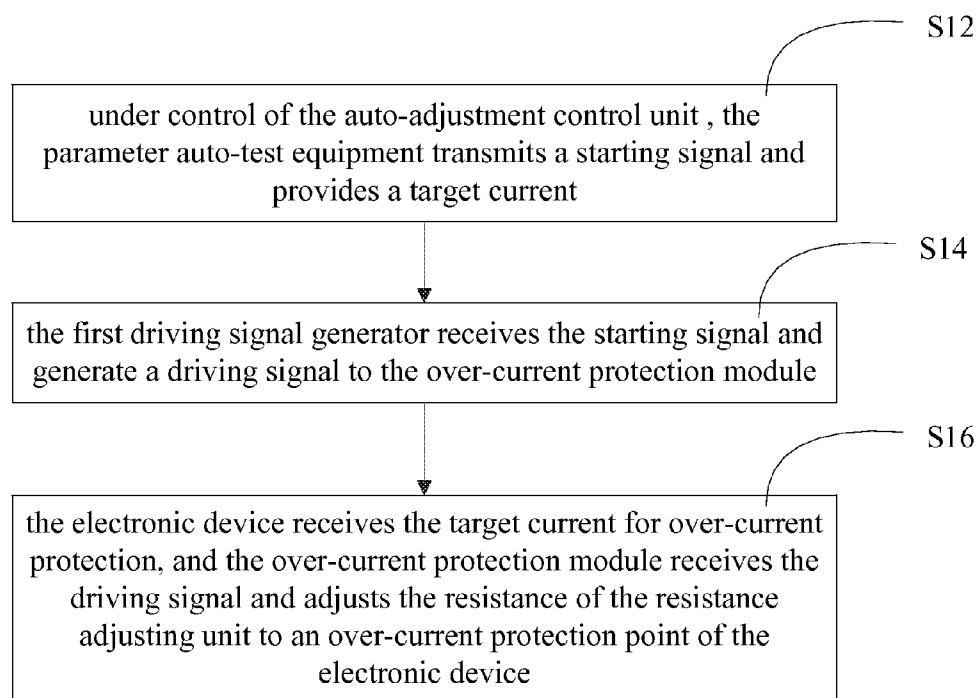 S12
under control of the auto-adjustment control unit , the
parameter auto-test equipment transmits a starting signal and
provides a target current
S14
the first driving signal generator receives the starting signal and
generate a driving signal to the over-current protection module
S16
the electronic device receives the target current for over-current
protection, and the over-current protection module receives the
driving signal and adjusts the resistance of the resistance
adjusting unit to an over-current protection point of the
electronic device